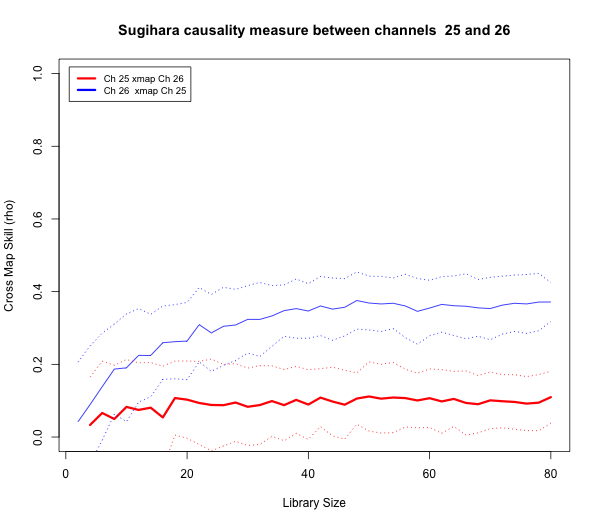 Sugihara causality measure between channels  25 and 26
Ch 25 xmap Ch 26
Ch 26  xmap Ch 25
Cross Map Skill (rho)
1.0
0.8
0.6
0.4
0.2
0.0
0 20 40 60 80
Library Size